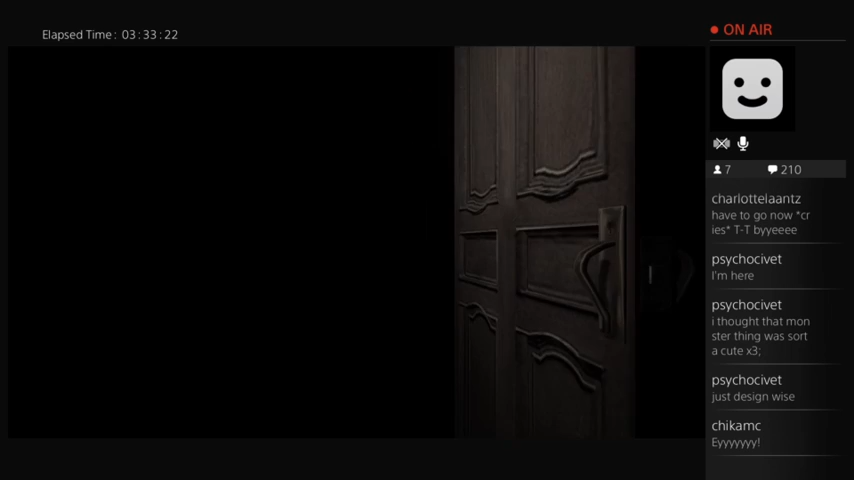 Elapsed Time: 03:33:22
ON AIR
7
210
charlottelaantz
have to go now *cr
ies* T-T byyeeee
psychocivet
I'm here
psychocivet
i thought that mon
ster thing was sort
a cute x3;
psychocivet
just design wise
chikamc
Eyyyyyyy!